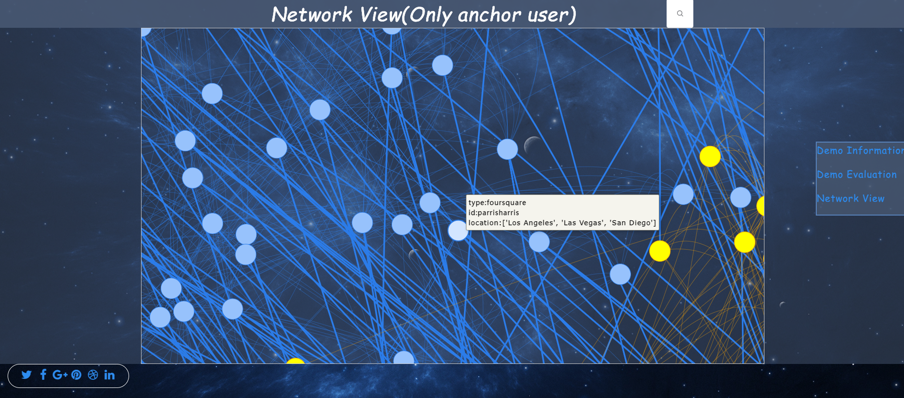 Network View(Only anchor user)
type:foursquare
id:parrisharris
location:['Los Angeles', 'Las Vegas', 'San Diego']
Demo Information
Demo Evaluation
Network View